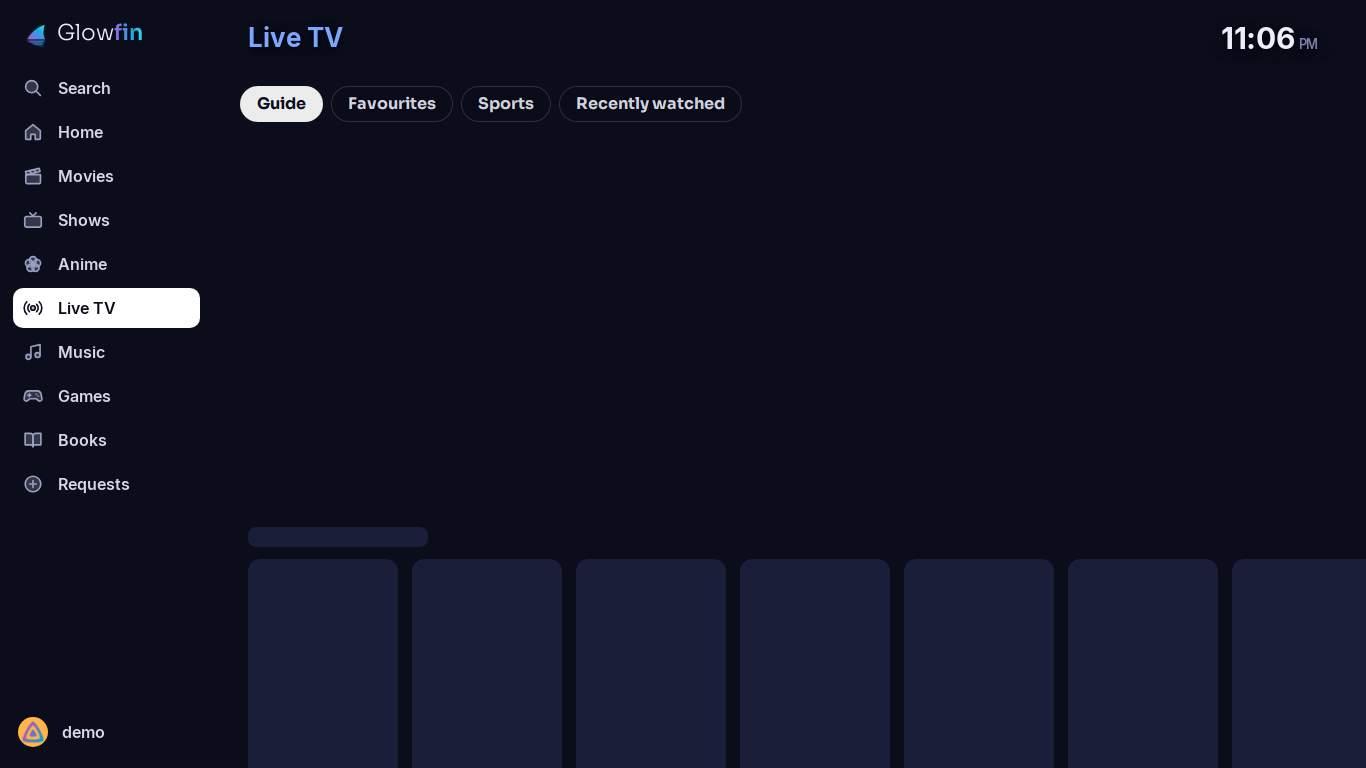 Glowfin
Live TV
11:06 PM
Search
Home
Movies
Shows
Anime
Live TV
Music
Games
Books
Requests
demo
Guide
Favourites
Sports
Recently watched